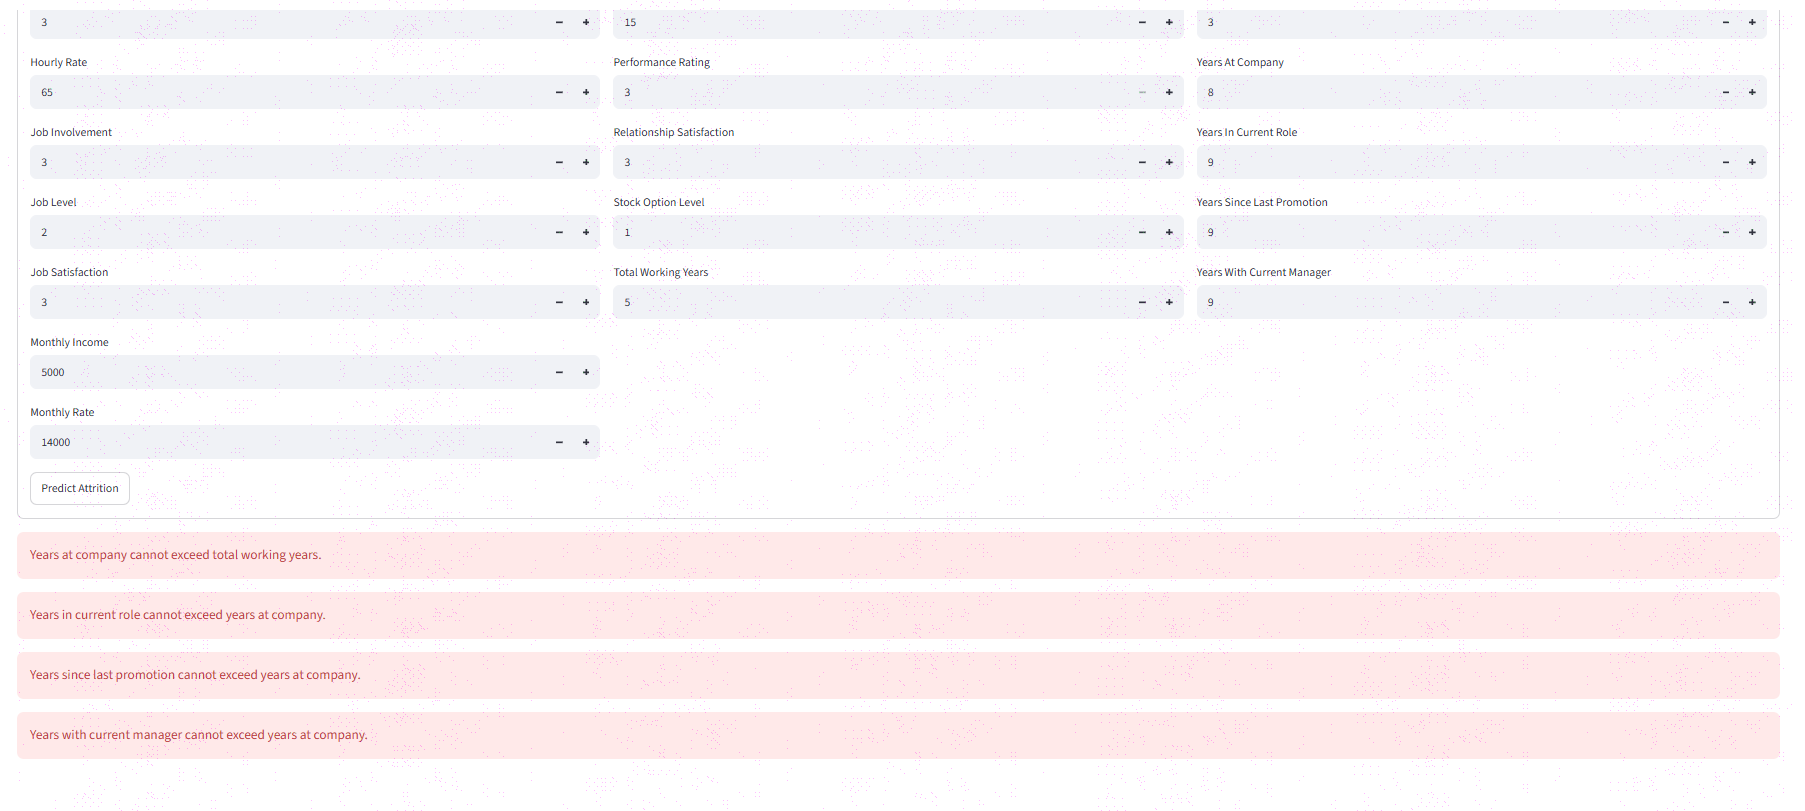 3
15
3
Hourly Rate
Performance Rating
Years At Company
65
3
8
Job Involvement
Relationship Satisfaction
Years In Current Role
3
3
9
Job Level
Stock Option Level
Years Since Last Promotion
2
1
9
Job Satisfaction
Total Working Years
Years With Current Manager
3
5
9
Monthly Income
5000
Monthly Rate
14000
Predict Attrition
Years at company cannot exceed total working years.
Years in current role cannot exceed years at company.
Years since last promotion cannot exceed years at company.
Years with current manager cannot exceed years at company.